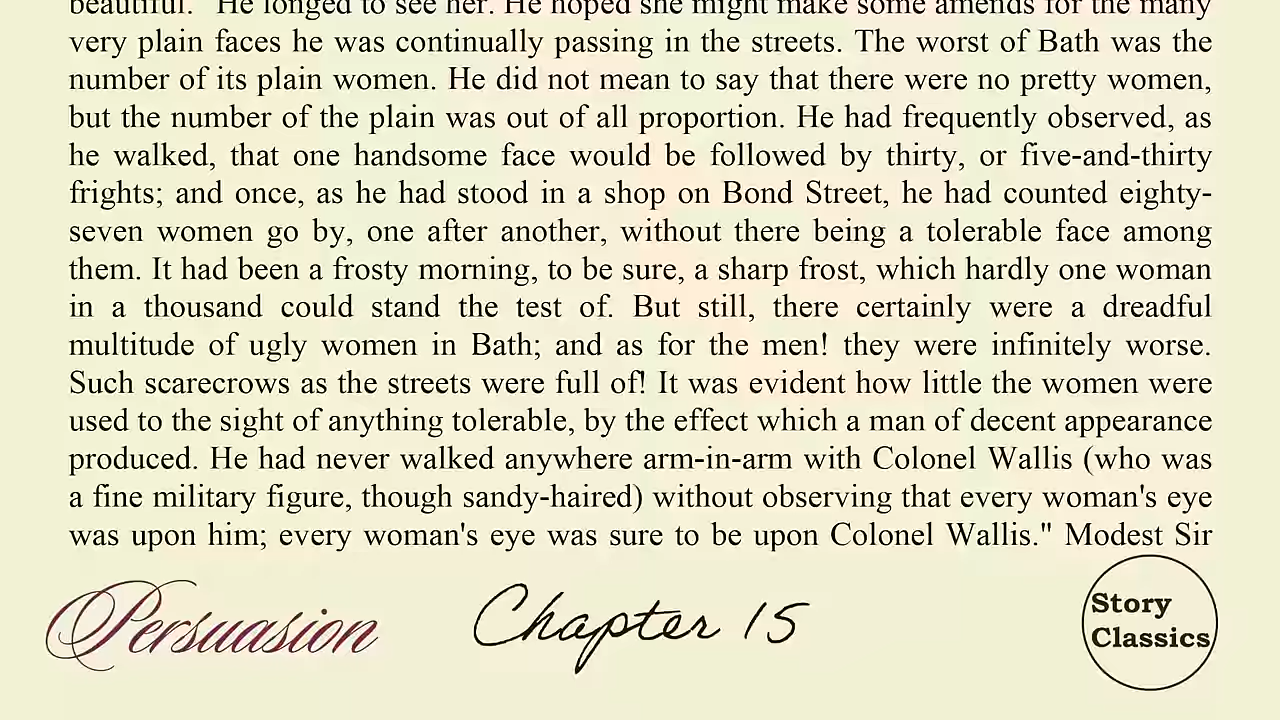 beautiful." "He longed to see her. He hoped she might make some amends for the many
very plain faces he was continually passing in the streets. The worst of Bath was the
number of its plain women. He did not mean to say that there were no pretty women,
but the number of the plain was out of all proportion. He had frequently observed, as
he walked, that one handsome face would be followed by thirty, or five-and-thirty
frights; and once, as he had stood in a shop on Bond Street, he had counted eighty-
seven women go by, one after another, without there being a tolerable face among
them. It had been a frosty morning, to be sure, a sharp frost, which hardly one woman
in a thousand could stand the test of. But still, there certainly were a dreadful
multitude of ugly women in Bath; and as for the men! they were infinitely worse.
Such scarecrows as the streets were full of! It was evident how little the women were
used to the sight of anything tolerable, by the effect which a man of decent appearance
produced. He had never walked anywhere arm-in-arm with Colonel Wallis (who was
a fine military figure, though sandy-haired) without observing that every woman's eye
was upon him; every woman's eye was sure to be upon Colonel Wallis." Modest Sir
Persuasion
Chapter 15
Story
Classics